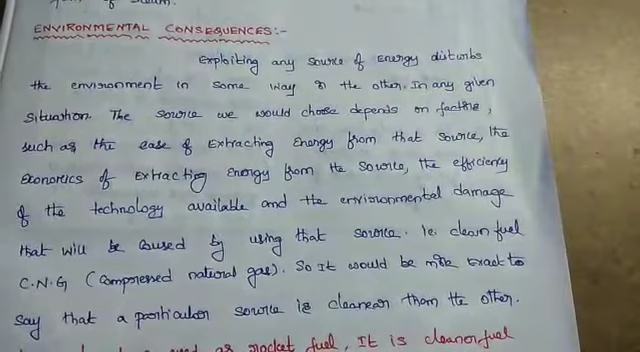 of steam.
ENVIRONMENTAL CONSEQUENCES:-
Exploiting any source of Energy disturbs
the environment in some way or the other. In any given
situation. The source we would choose depends on factors,
such as the ease of Extracting Energy from that source, the
Economics of Extracting Energy from the source, the efficiency
of the technology available and the environmental damage
that will be caused by using that source. ie. clean fuel
C.N.G (compressed natural gas). So It would be more Exact to
say that a particular source is cleaner than the other.
as rocket fuel, It is cleaner fuel